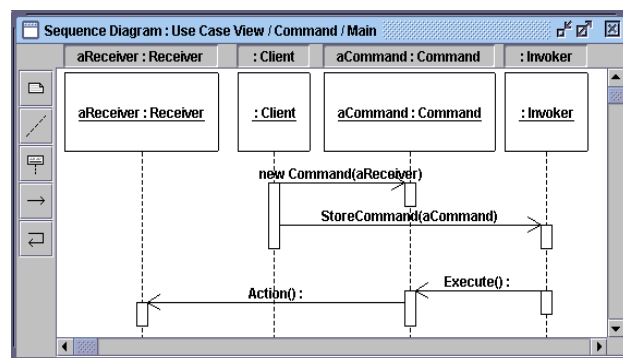 Sequence Diagram : Use Case View / Command / Main
aReceiver : Receiver
: Client
aCommand : Command
: Invoker
aReceiver : Receiver
: Client
aCommand : Command
: Invoker
new Command(aReceiver)
StoreCommand(aCommand)
Execute() :
Action() :